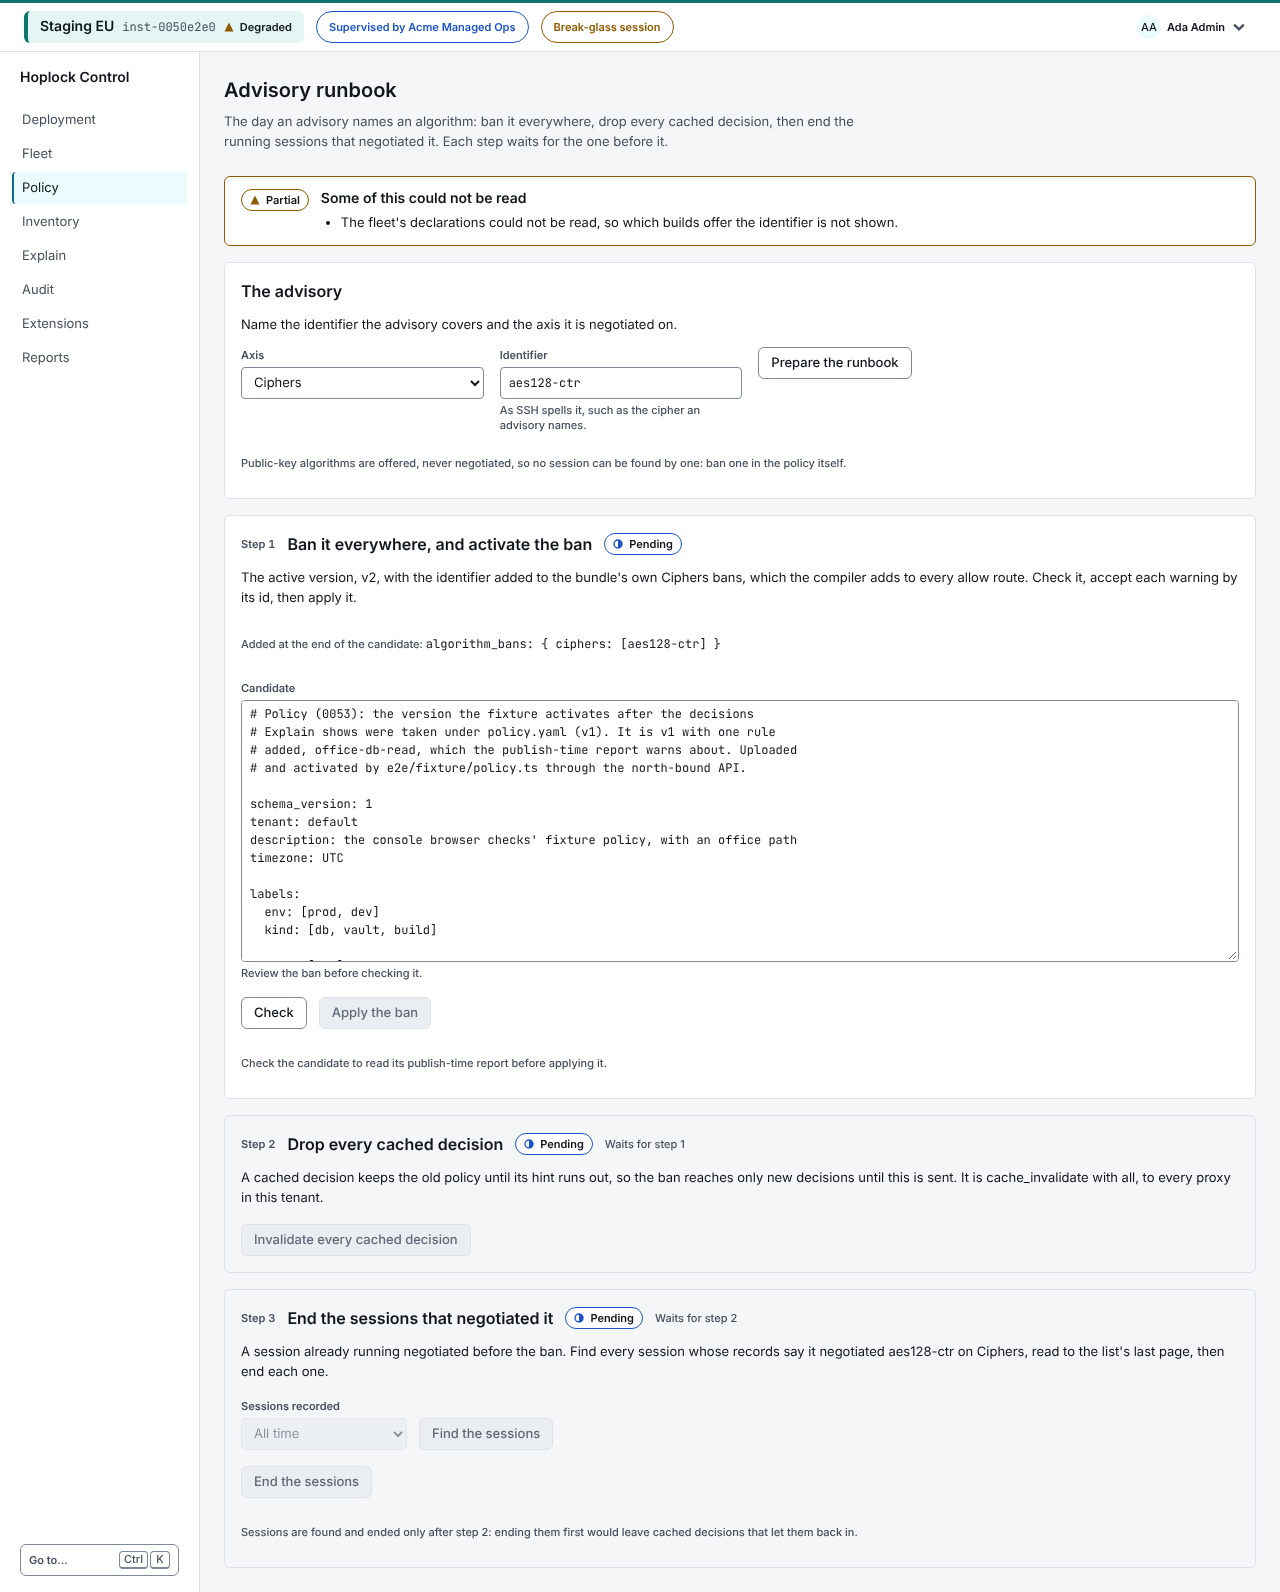 Staging EU inst-0050e2e0 Degraded
Supervised by Acme Managed Ops
Break-glass session
AA Ada Admin
Hoplock Control
Deployment
Fleet
Policy
Inventory
Explain
Audit
Extensions
Reports
Go to... Ctrl K
Advisory runbook
The day an advisory names an algorithm: ban it everywhere, drop every cached decision, then end the
running sessions that negotiated it. Each step waits for the one before it.
Partial Some of this could not be read
• The fleet's declarations could not be read, so which builds offer the identifier is not shown.
The advisory
Name the identifier the advisory covers and the axis it is negotiated on.
Axis
Ciphers
Identifier
aes128-ctr
As SSH spells it, such as the cipher an
advisory names.
Prepare the runbook
Public-key algorithms are offered, never negotiated, so no session can be found by one: ban one in the policy itself.
Step 1 Ban it everywhere, and activate the ban Pending
The active version, v2, with the identifier added to the bundle's own Ciphers bans, which the compiler adds to every allow route. Check it, accept each warning by
its id, then apply it.
Added at the end of the candidate: algorithm_bans: { ciphers: [aes128-ctr] }
Candidate
# Policy (0053): the version the fixture activates after the decisions
# Explain shows were taken under policy.yaml (v1). It is v1 with one rule
# added, office-db-read, which the publish-time report warns about. Uploaded
# and activated by e2e/fixture/policy.ts through the north-bound API.
schema_version: 1
tenant: default
description: the console browser checks' fixture policy, with an office path
timezone: UTC
labels:
env: [prod, dev]
kind: [db, vault, build]
Review the ban before checking it.
Check Apply the ban
Check the candidate to read its publish-time report before applying it.
Step 2 Drop every cached decision Pending Waits for step 1
A cached decision keeps the old policy until its hint runs out, so the ban reaches only new decisions until this is sent. It is cache_invalidate with all, to every proxy
in this tenant.
Invalidate every cached decision
Step 3 End the sessions that negotiated it Pending Waits for step 2
A session already running negotiated before the ban. Find every session whose records say it negotiated aes128-ctr on Ciphers, read to the list's last page, then
end each one.
Sessions recorded
All time Find the sessions
End the sessions
Sessions are found and ended only after step 2: ending them first would leave cached decisions that let them back in.